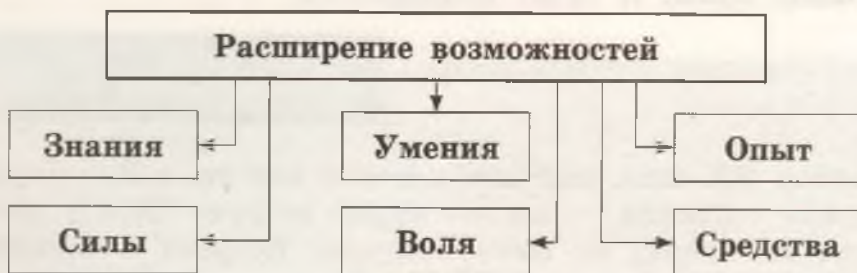 Расширение возможностей
Знания
Умения
Опыт
Силы
Воля
Средства